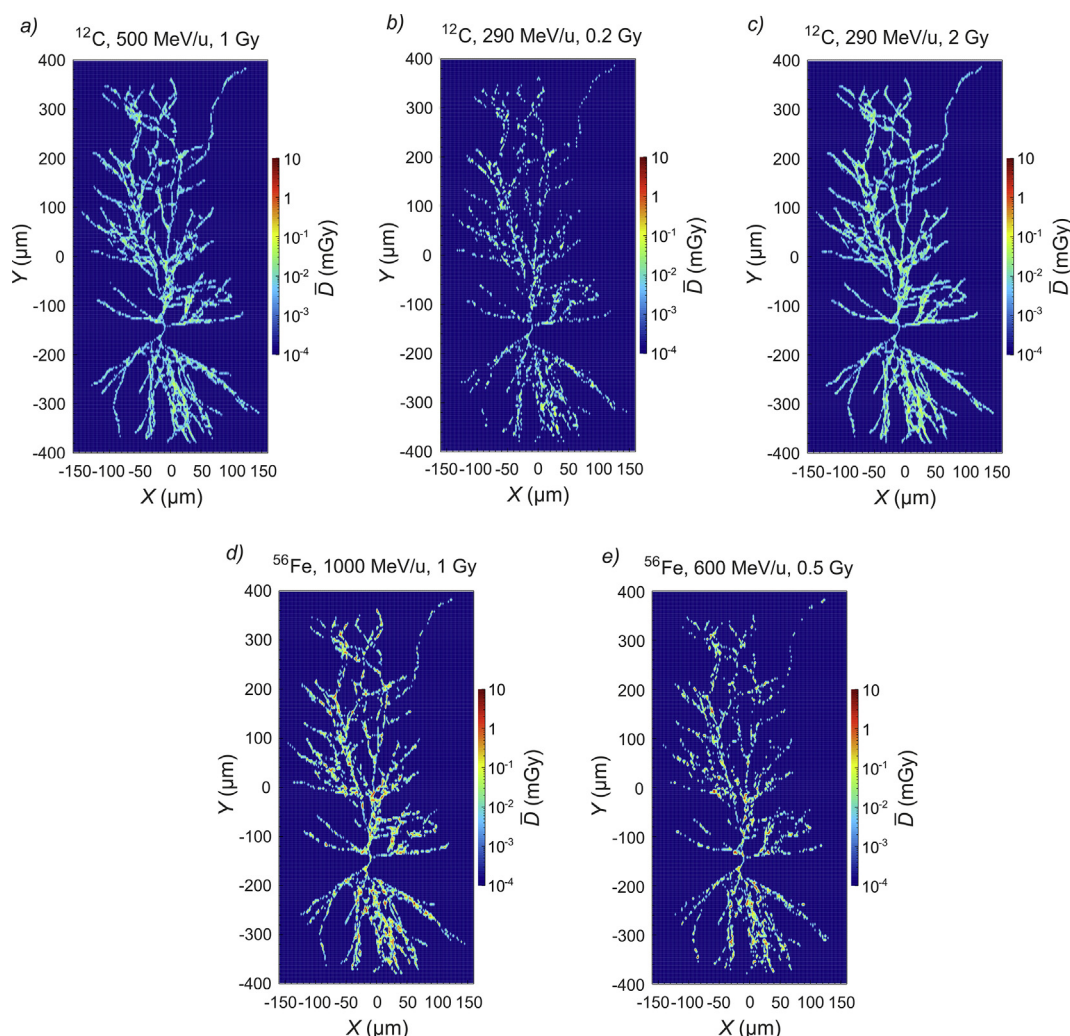 a)
¹²C, 500 MeV/u, 1 Gy
400
300
200
100
0
-100
-200
-300
-400
Y (µm)
-150-100 -50 0 50 100 150
X (µm)
10
1
10⁻¹
10⁻²
10⁻³
10⁻⁴
D̅ (mGy)
b)
¹²C, 290 MeV/u, 0.2 Gy
400
300
200
100
0
-100
-200
-300
-400
Y (µm)
-150-100 -50 0 50 100 150
X (µm)
10
1
10⁻¹
10⁻²
10⁻³
10⁻⁴
D̅ (mGy)
c)
¹²C, 290 MeV/u, 2 Gy
400
300
200
100
0
-100
-200
-300
-400
Y (µm)
-150-100 -50 0 50 100 150
X (µm)
10
1
10⁻¹
10⁻²
10⁻³
10⁻⁴
D̅ (mGy)
d)
⁵⁶Fe, 1000 MeV/u, 1 Gy
400
300
200
100
0
-100
-200
-300
-400
Y (µm)
-150-100 -50 0 50 100 150
X (µm)
10
1
10⁻¹
10⁻²
10⁻³
10⁻⁴
D̅ (mGy)
e)
⁵⁶Fe, 600 MeV/u, 0.5 Gy
400
300
200
100
0
-100
-200
-300
-400
Y (µm)
-150-100 -50 0 50 100 150
X (µm)
10
1
10⁻¹
10⁻²
10⁻³
10⁻⁴
D̅ (mGy)